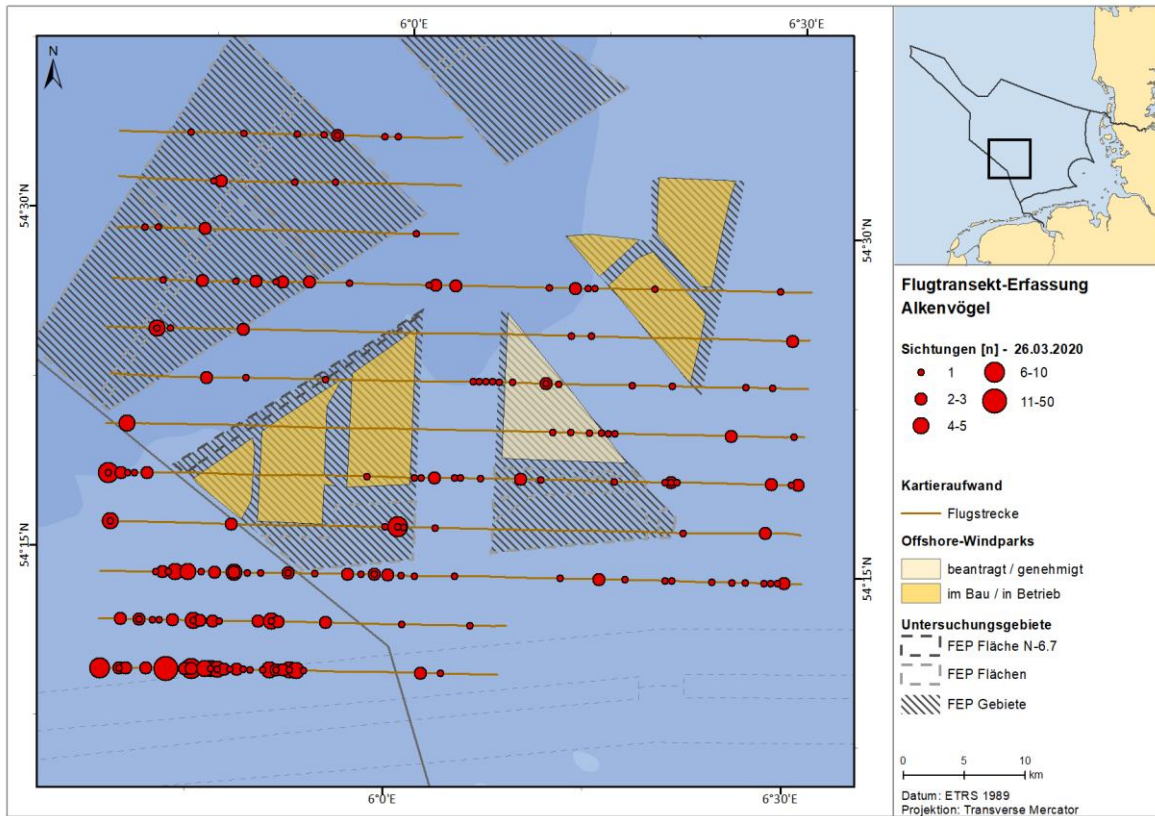 6°0'E
6°30'E
N
54°30'N
54°30'N
54°15'N
54°15'N
6°0'E
6°30'E
Flugtransekt-Erfassung
Alkenvögel
Sichtungen [n] - 26.03.2020
1
6-10
2-3
11-50
4-5
Kartieraufwand
Flugstrecke
Offshore-Windparks
beantragt / genehmigt
im Bau / in Betrieb
Untersuchungsgebiete
FEP Fläche N-6.7
FEP Flächen
FEP Gebiete
0 5 10
km
Datum: ETRS 1989
Projektion: Transverse Mercator